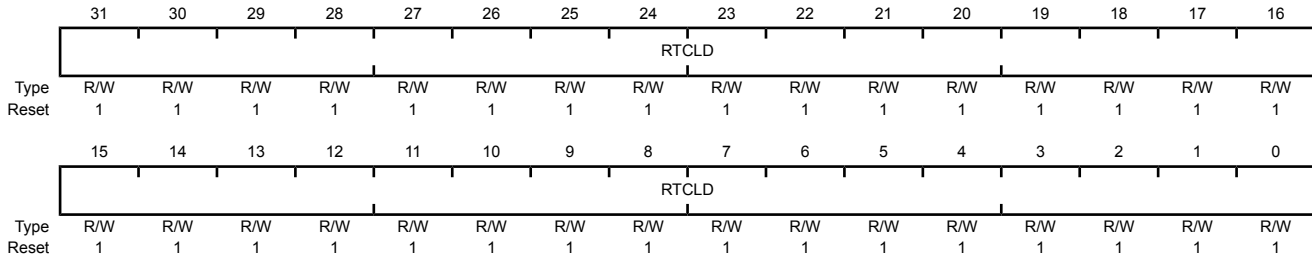 31 30 29 28 27 26 25 24 23 22 21 20 19 18 17 16
RTCLD
Type R/W R/W R/W R/W R/W R/W R/W R/W R/W R/W R/W R/W R/W R/W R/W R/W
Reset 1 1 1 1 1 1 1 1 1 1 1 1 1 1 1 1
15 14 13 12 11 10 9 8 7 6 5 4 3 2 1 0
RTCLD
Type R/W R/W R/W R/W R/W R/W R/W R/W R/W R/W R/W R/W R/W R/W R/W R/W
Reset 1 1 1 1 1 1 1 1 1 1 1 1 1 1 1 1